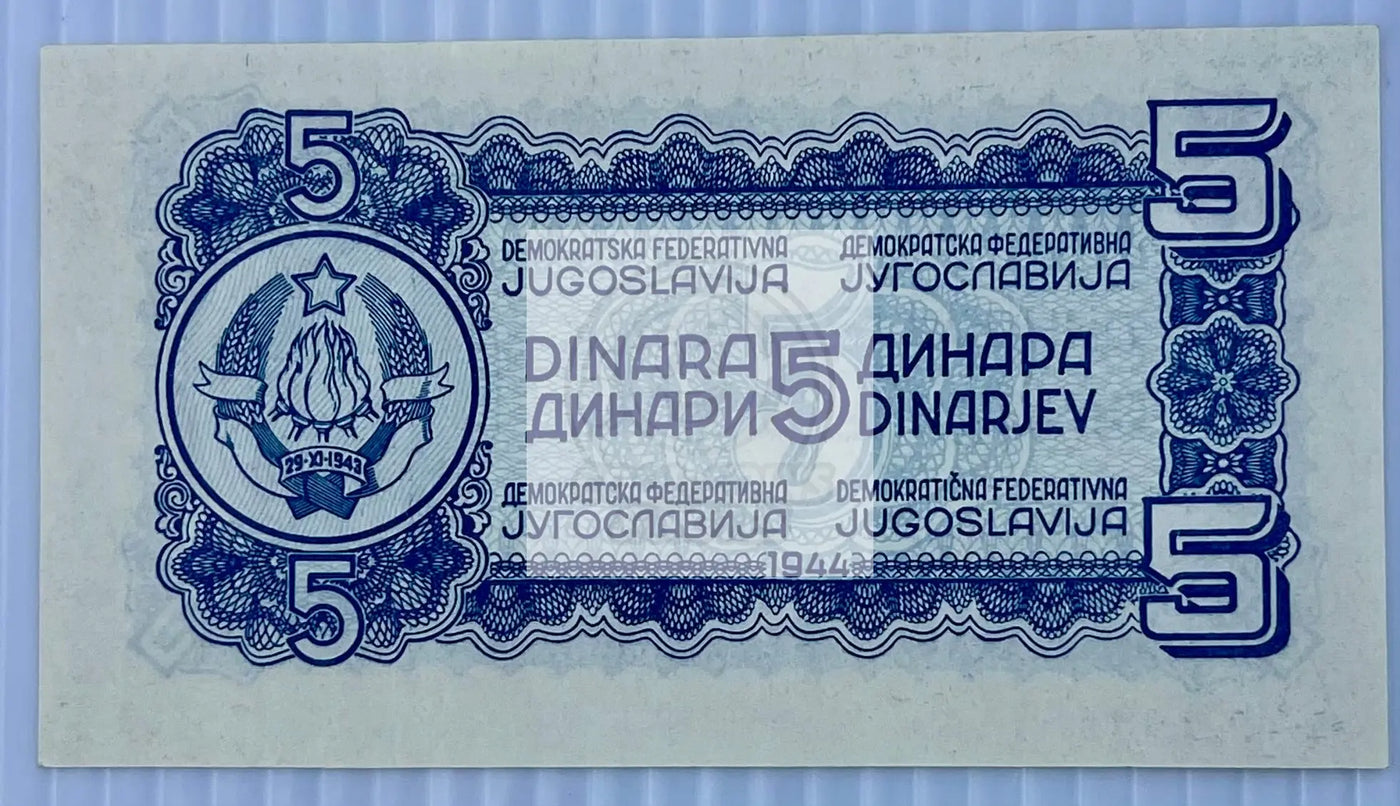 5
5
DEMOKRATSKA FEDERATIVNA
JUGOSLAVIJA
ДЕМОКРАТСКА ФЕДЕРАТИВНА
ЈУГОСЛАВИЈА
DINARA 5 ДИНАРА
ДИНАРИ DINARJEV
29·XI·1943
ДЕМОКРАТСКА ФЕДЕРАТИВНА
ЈУГОСЛАВИЈА
DEMOKRATIČNA FEDERATIVNA
JUGOSLAVIJA
1944
5
5